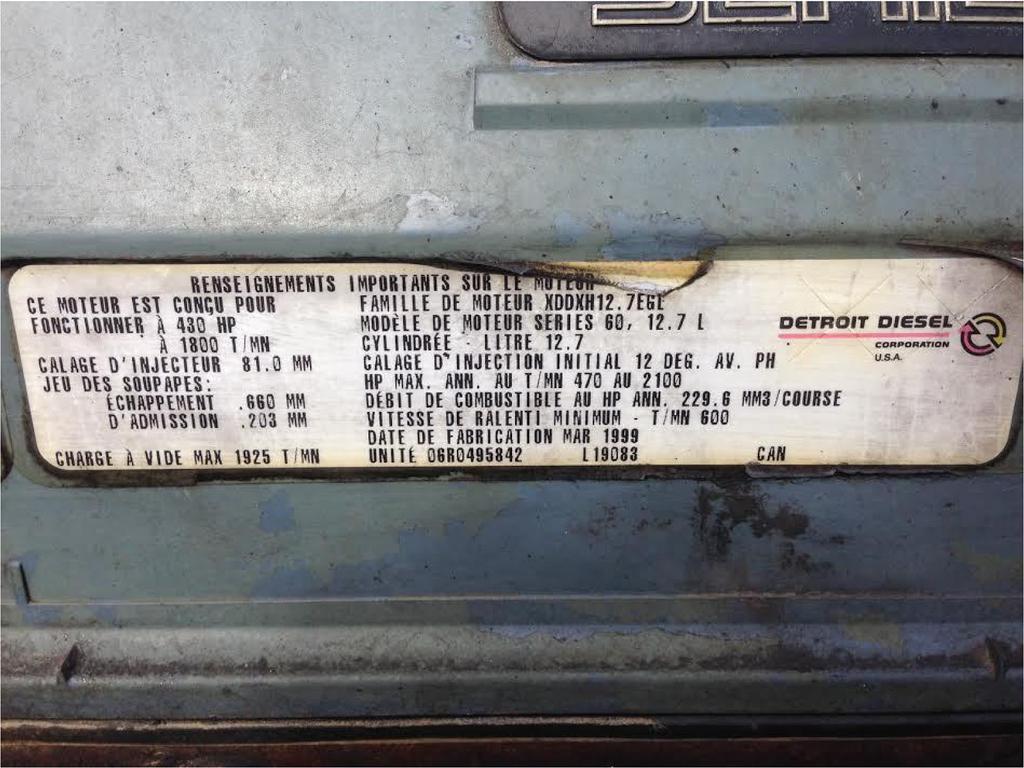 RENSEIGNEMENTS IMPORTANTS SUR LE MOTEUR
CE MOTEUR EST CONÇU POUR
FONCTIONNER À 430 HP
À 1800 T/MN
CALAGE D'INJECTEUR 81.0 MM
JEU DES SOUPAPES:
ÉCHAPPEMENT .660 MM
D'ADMISSION .203 MM
CHARGE À VIDE MAX 1925 T/MN
FAMILLE DE MOTEUR XDDXH12.7EGL
MODÈLE DE MOTEUR SERIES 60, 12.7 L
CYLINDRÉE - LITRE 12.7
CALAGE D'INJECTION INITIAL 12 DEG. AV. PH
HP MAX. ANN. AU T/MN 470 AU 2100
DÉBIT DE COMBUSTIBLE AU HP ANN. 229.6 MM3/COURSE
VITESSE DE RALENTI MINIMUM - T/MN 600
DATE DE FABRICATION MAR 1999
UNITÉ 06R0495842 L19083 CAN
DETROIT DIESEL
CORPORATION
U.S.A.